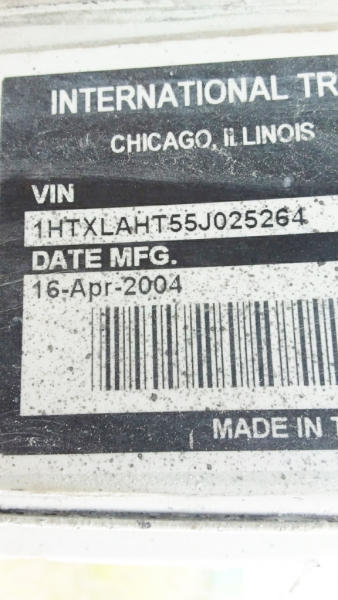 INTERNATIONAL TR
CHICAGO, ILLINOIS
VIN
1HTXLAHT55J025264
DATE MFG.
16-Apr-2004
MADE IN T